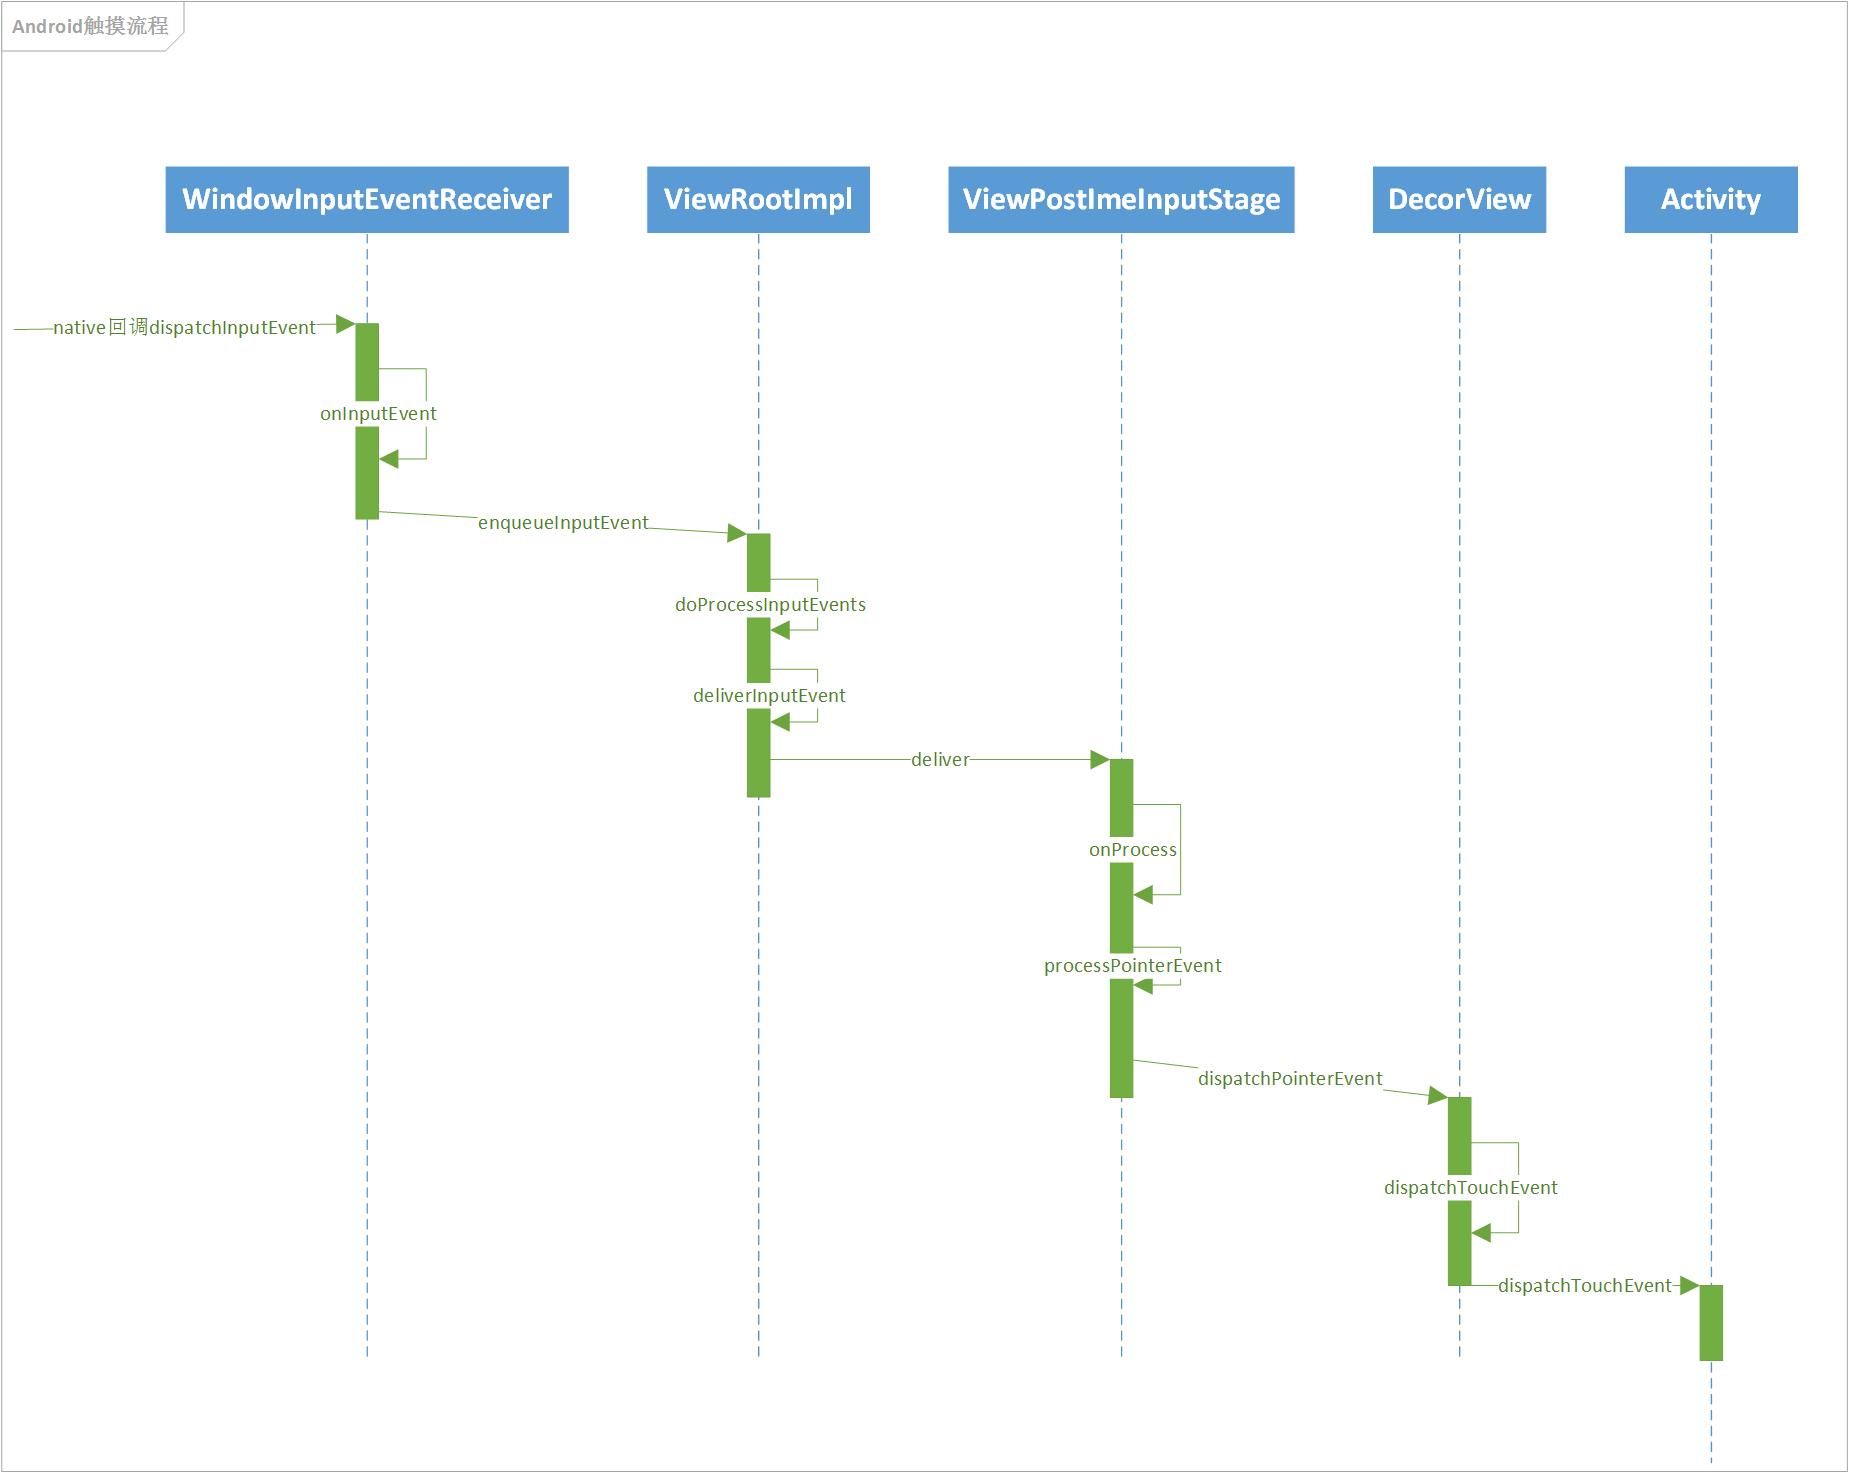 Android触摸流程
WindowInputEventReceiver
ViewRootImpl
ViewPostImeInputStage
DecorView
Activity
native回调dispatchInputEvent
onInputEvent
enqueueInputEvent
doProcessInputEvents
deliverInputEvent
deliver
onProcess
processPointerEvent
dispatchPointerEvent
dispatchTouchEvent
dispatchTouchEvent